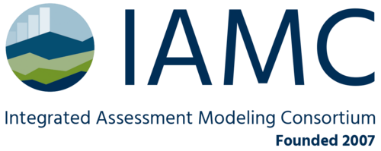 IAMC
Integrated Assessment Modeling Consortium
Founded 2007